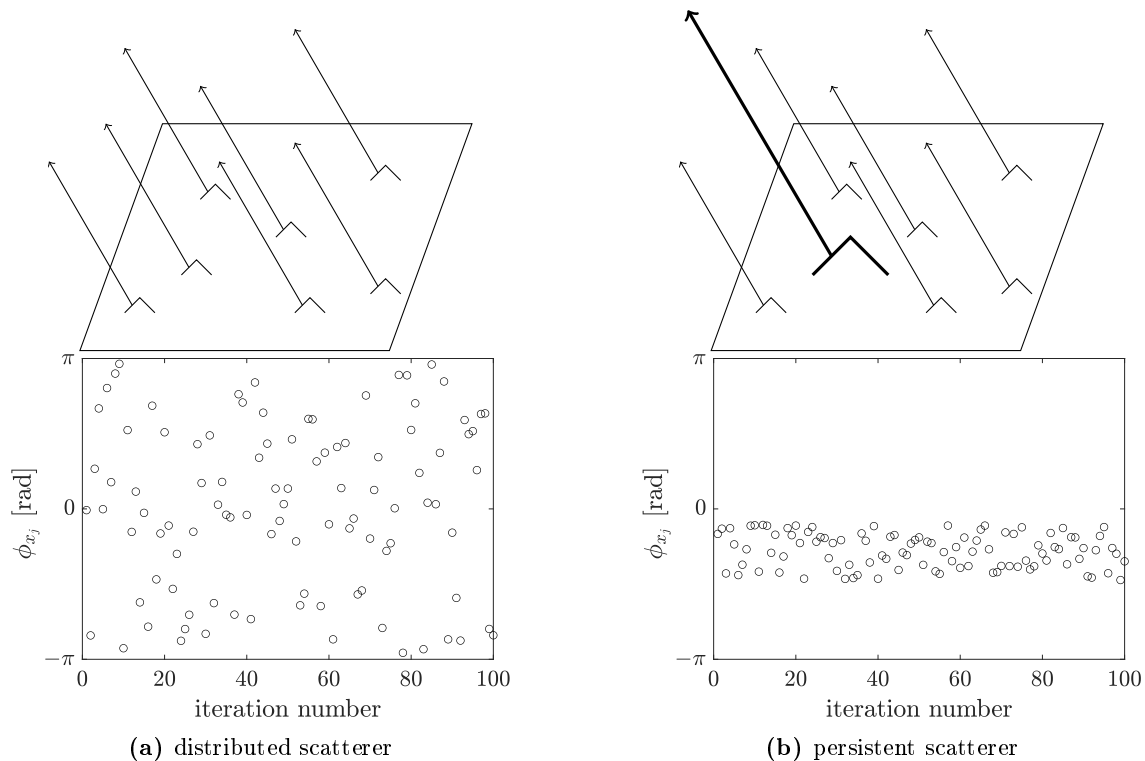 π
0
−π
ϕ_{x_j} [rad]
0 20 40 60 80 100
iteration number
(a) distributed scatterer
π
0
−π
ϕ_{x_j} [rad]
0 20 40 60 80 100
iteration number
(b) persistent scatterer